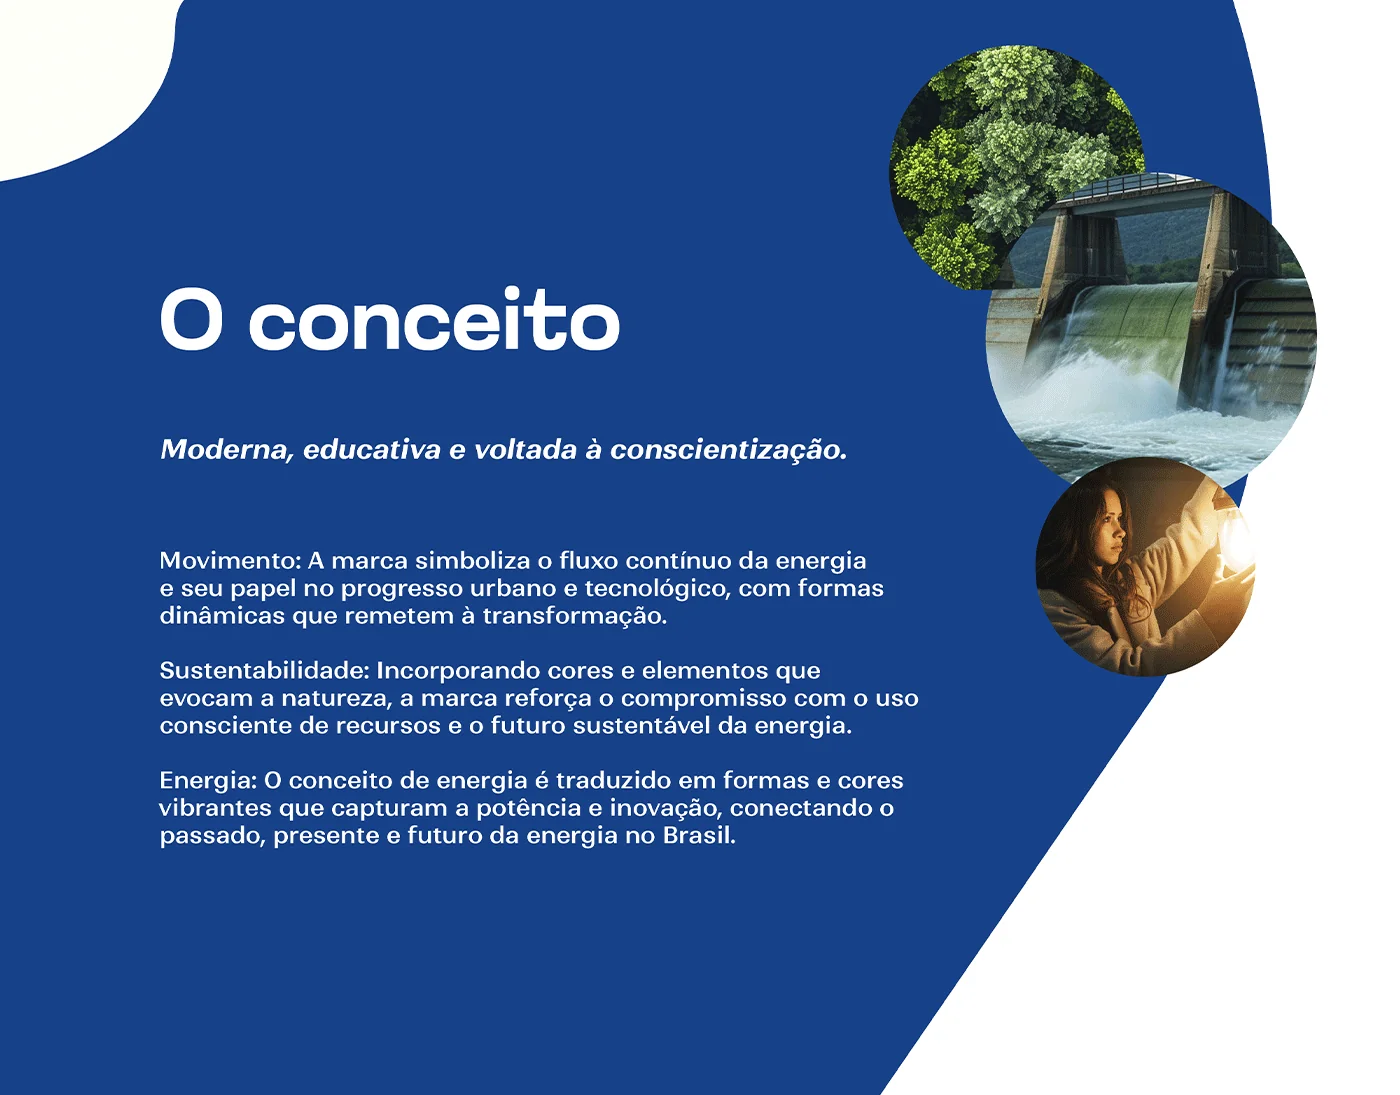 O conceito
Moderna, educativa e voltada à conscientização.
Movimento: A marca simboliza o fluxo contínuo da energia
e seu papel no progresso urbano e tecnológico, com formas
dinâmicas que remetem à transformação.
Sustentabilidade: Incorporando cores e elementos que
evocam a natureza, a marca reforça o compromisso com o uso
consciente de recursos e o futuro sustentável da energia.
Energia: O conceito de energia é traduzido em formas e cores
vibrantes que capturam a potência e inovação, conectando o
passado, presente e futuro da energia no Brasil.